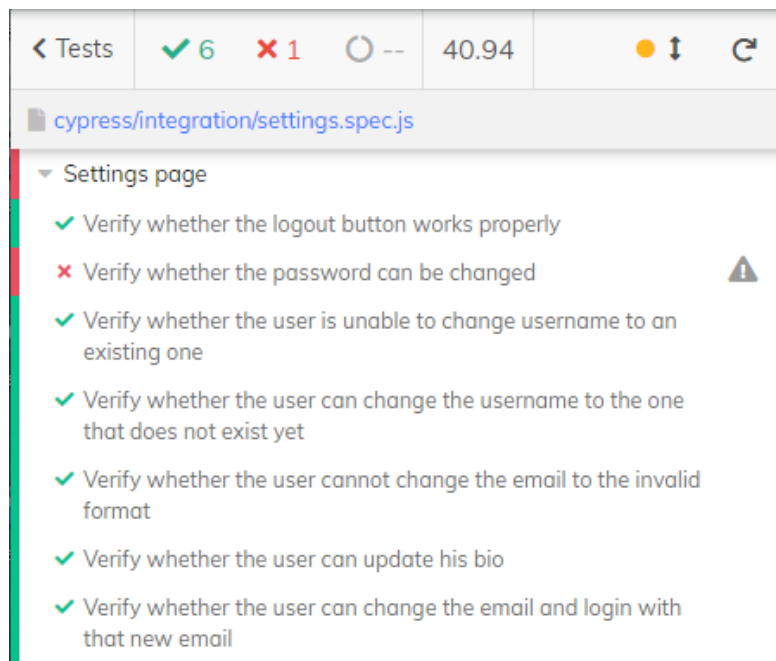 Tests 6 1 -- 40.94
cypress/integration/settings.spec.js
Settings page
Verify whether the logout button works properly
Verify whether the password can be changed
Verify whether the user is unable to change username to an
existing one
Verify whether the user can change the username to the one
that does not exist yet
Verify whether the user cannot change the email to the invalid
format
Verify whether the user can update his bio
Verify whether the user can change the email and login with
that new email